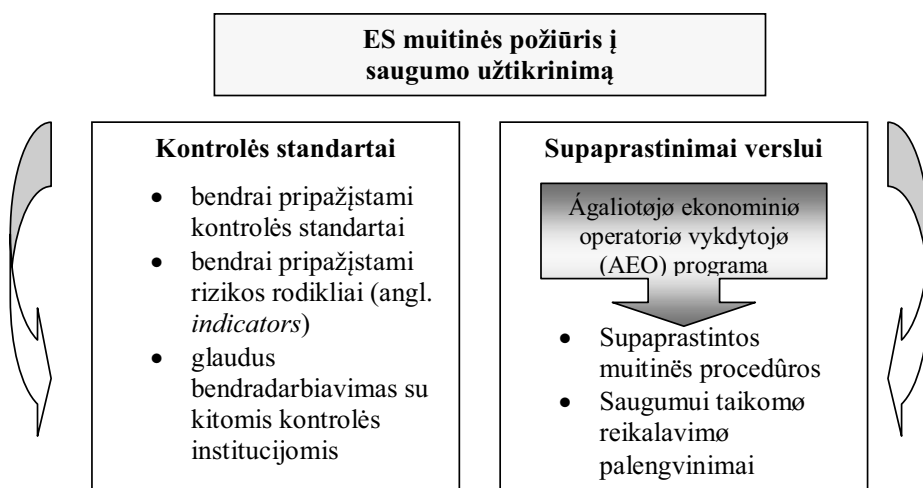 ES muitinės požiūris į
saugumo užtikrinimą
Kontrolės standartai
• bendrai pripažįstami
kontrolės standartai
• bendrai pripažįstami
rizikos rodikliai (angl.
indicators)
• glaudus
bendradarbiavimas su
kitomis kontrolės
institucijomis
Supaprastinimai verslui
Ágaliotøjø ekonominiø
operatoriø vykdytojø
(AEO) programa
• Supaprastintos
muitinës procedûros
• Saugumui taikomø
reikalavimø
palengvinimai